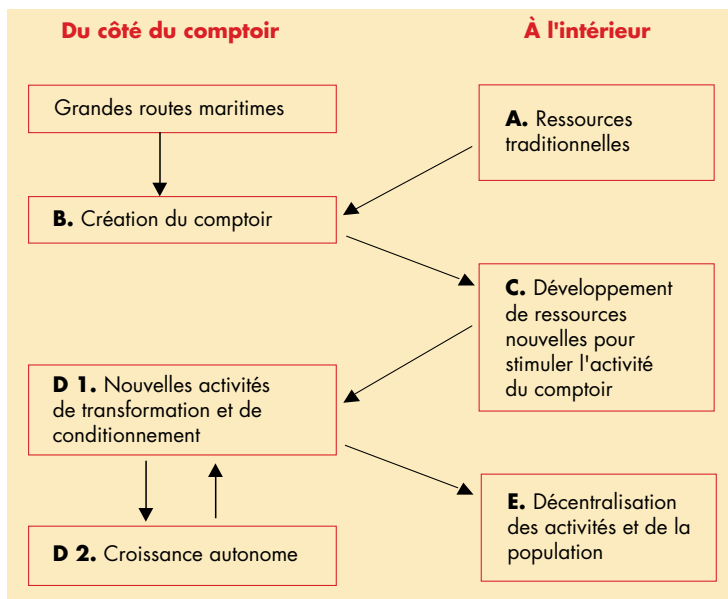 Du côté du comptoir
À l'intérieur
Grandes routes maritimes
A. Ressources
traditionnelles
B. Création du comptoir
C. Développement
de ressources
nouvelles pour
stimuler l'activité
du comptoir
D 1. Nouvelles activités
de transformation et de
conditionnement
E. Décentralisation
des activités et de la
population
D 2. Croissance autonome